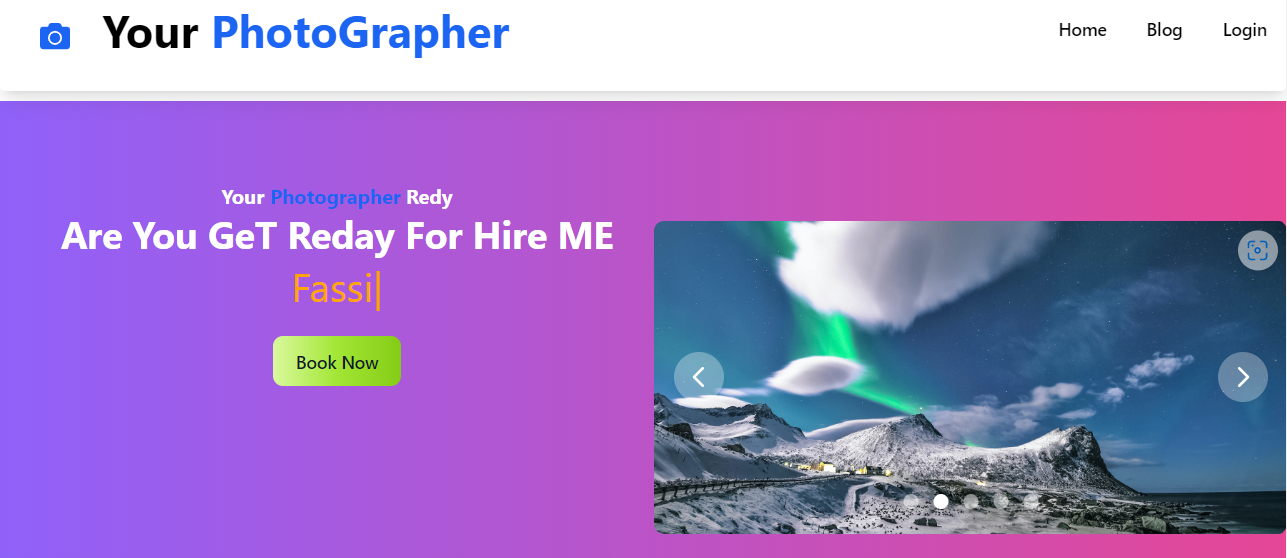 Your PhotoGrapher
Home Blog Login
Your Photographer Redy
Are You GeT Reday For Hire ME
Fassi|
Book Now